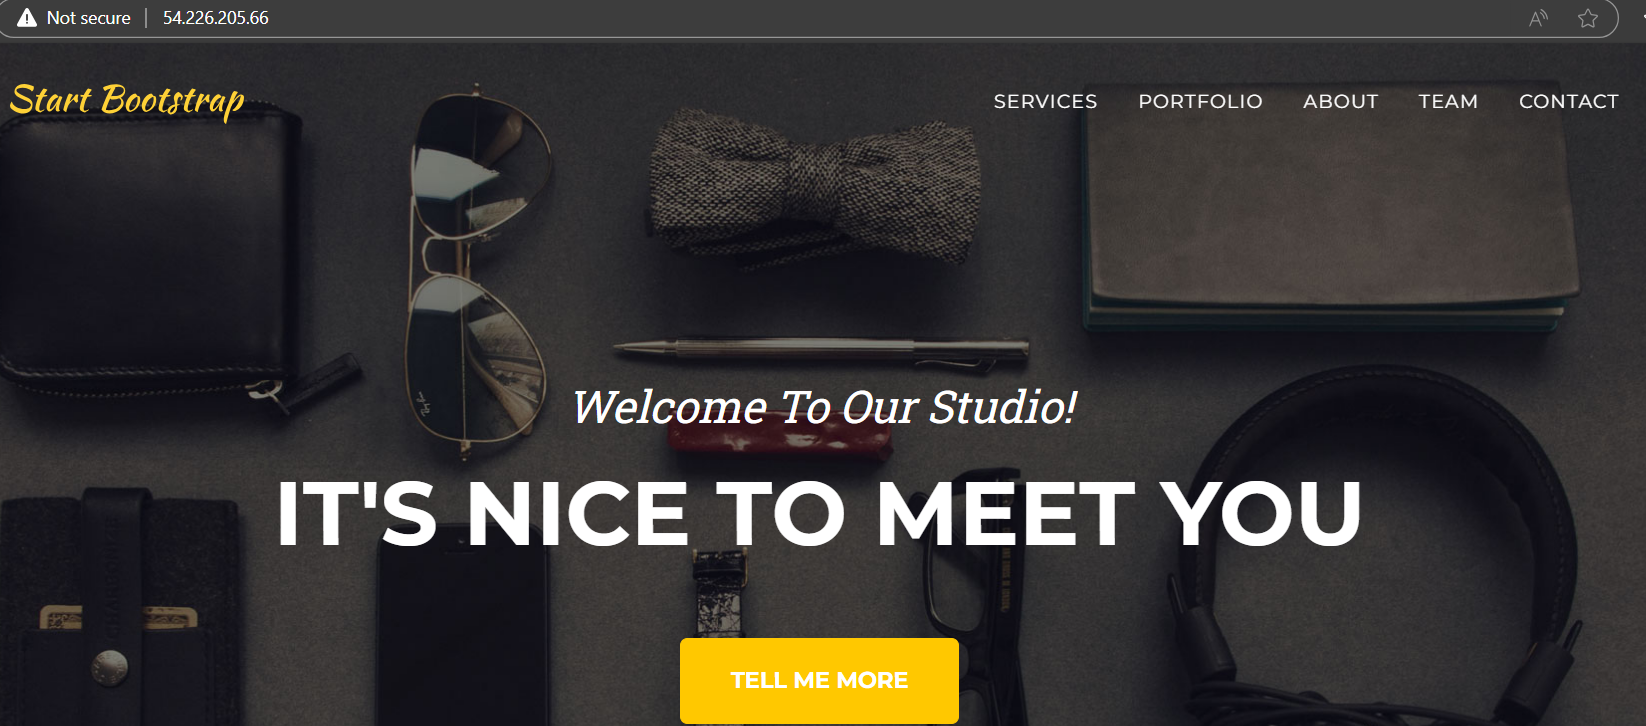 Not secure 54.226.205.66
Start Bootstrap
SERVICES PORTFOLIO ABOUT TEAM CONTACT
Welcome To Our Studio!
IT'S NICE TO MEET YOU
TELL ME MORE